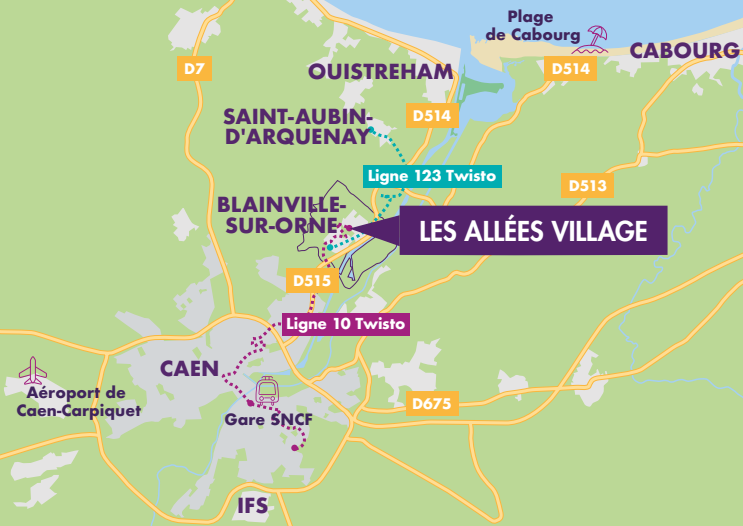 Plage
de Cabourg
CABOURG
D7
OUISTREHAM
D514
SAINT-AUBIN-
D'ARQUENAY
D514
Ligne 123 Twisto
D513
BLAINVILLE-
SUR-ORNE
LES ALLÉES VILLAGE
D515
Ligne 10 Twisto
CAEN
Aéroport de
Caen-Carpiquet
D675
Gare SNCF
IFS